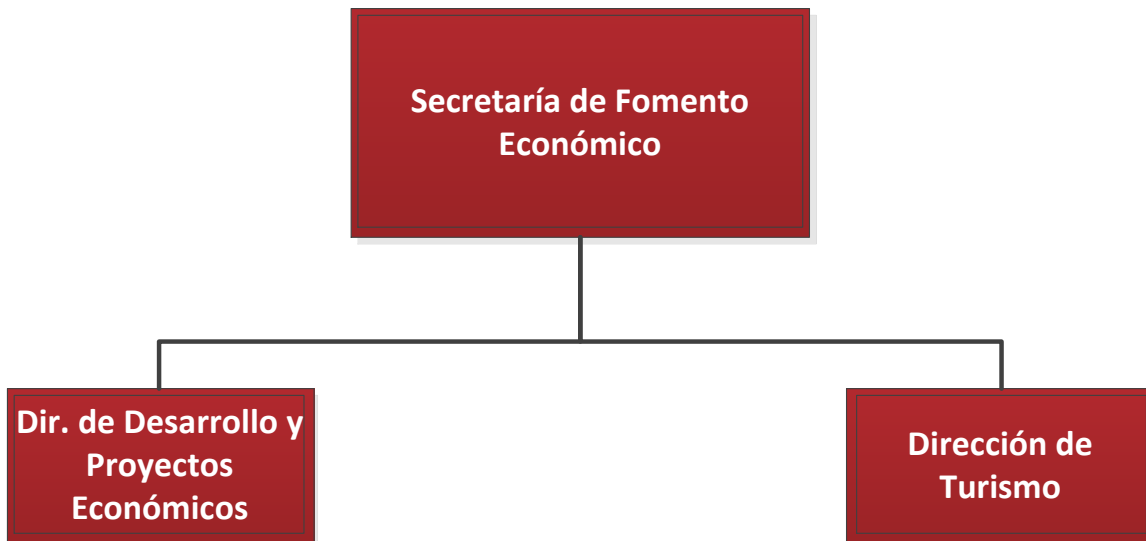 Secretaría de Fomento
Económico
Dir. de Desarrollo y
Proyectos
Económicos
Dirección de
Turismo